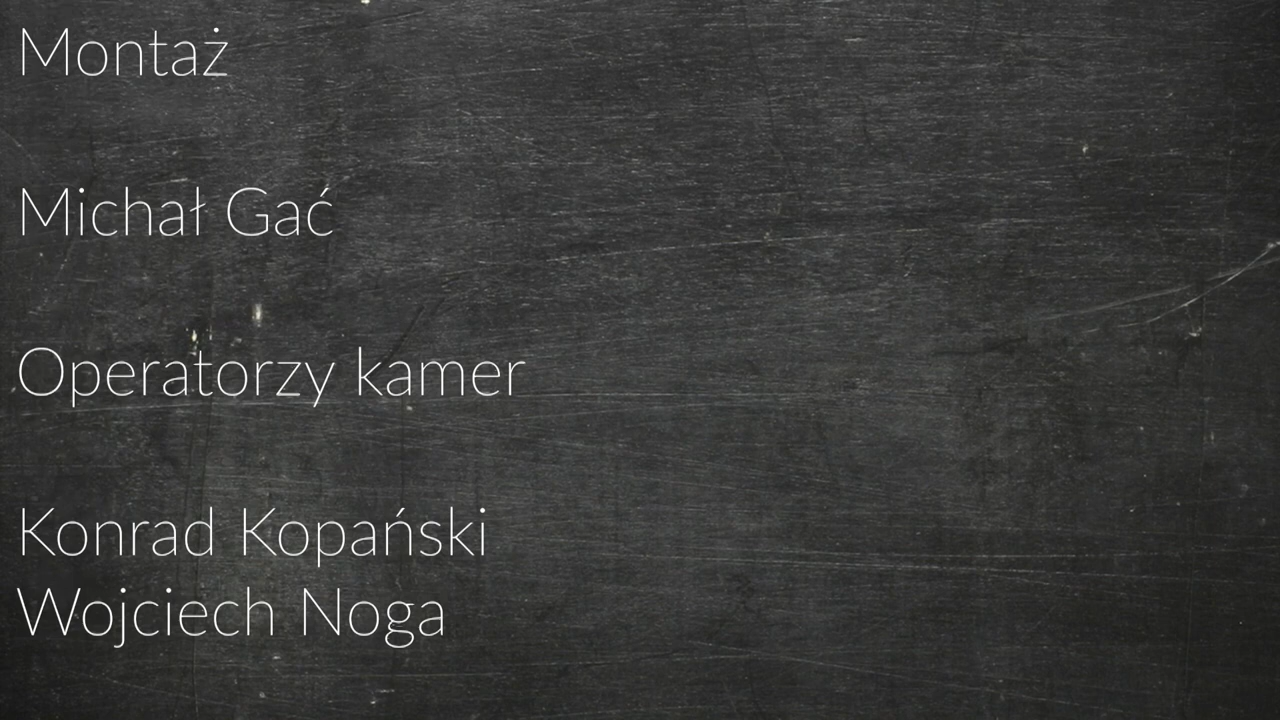 Montaż
Michał Gać
Operatorzy kamer
Konrad Kopański
Wojciech Noga